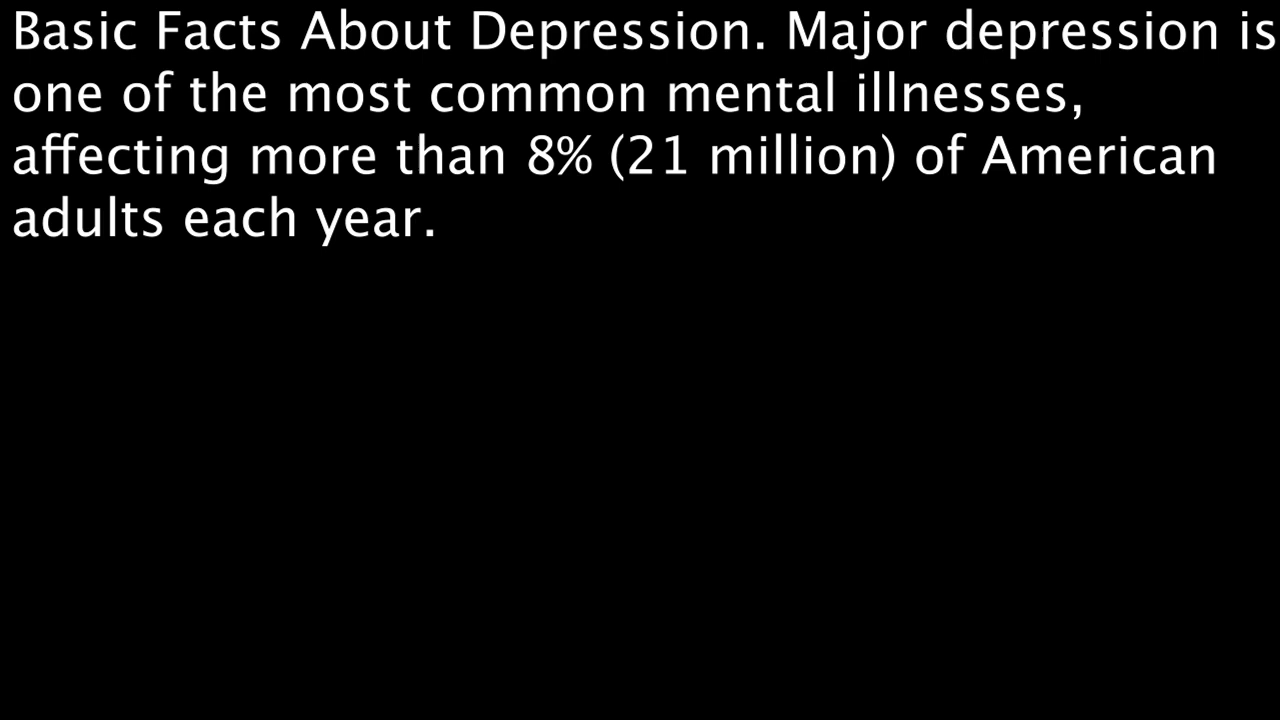 Basic Facts About Depression. Major depression is
one of the most common mental illnesses,
affecting more than 8% (21 million) of American
adults each year.